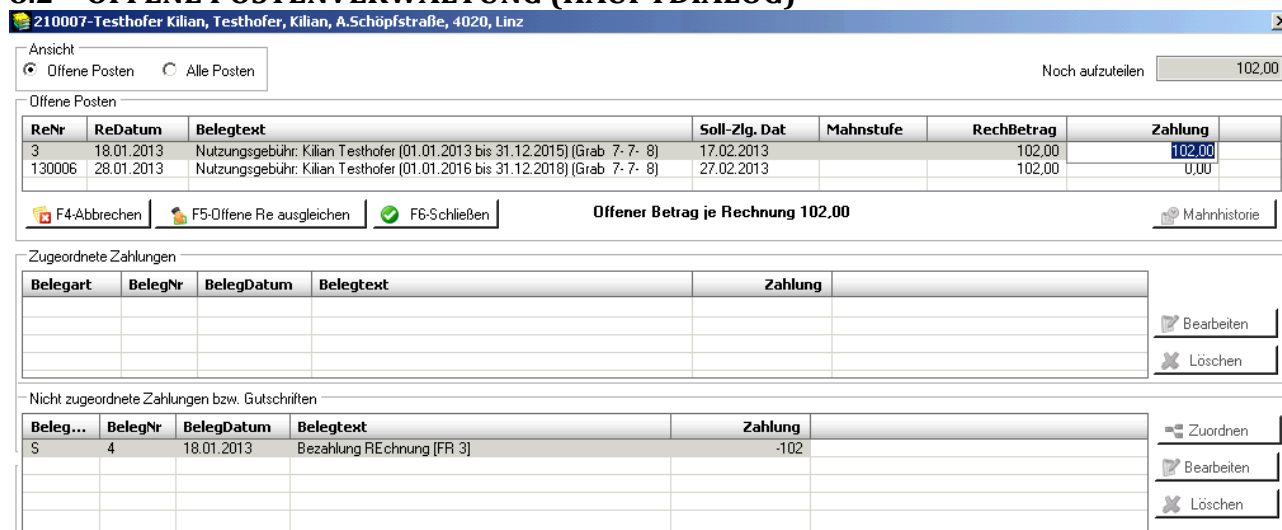 6.2 OFFENE POSTENVERWALTUNG (HAUPTDIALOG)
210007-Testhofer Kilian, Testhofer, Kilian, A.Schöpfstraße, 4020, Linz
Ansicht
Offene Posten Alle Posten Noch aufzuteilen 102,00
Offene Posten
ReNr ReDatum Belegtext Soll-Zlg. Dat Mahnstufe RechBetrag Zahlung
3 18.01.2013 Nutzungsgebühr: Kilian Testhofer (01.01.2013 bis 31.12.2015) (Grab 7- 7- 8) 17.02.2013 102,00 102,00
130006 28.01.2013 Nutzungsgebühr: Kilian Testhofer (01.01.2016 bis 31.12.2018) (Grab 7- 7- 8) 27.02.2013 102,00 0,00
F4-Abbrechen F5-Offene Re ausgleichen F6-Schließen Offener Betrag je Rechnung 102,00 Mahnhistorie
Zugeordnete Zahlungen
Belegart BelegNr BelegDatum Belegtext Zahlung
Bearbeiten
Löschen
Nicht zugeordnete Zahlungen bzw. Gutschriften
Beleg... BelegNr BelegDatum Belegtext Zahlung
Zuordnen
S 4 18.01.2013 Bezahlung REchnung [FR 3] -102
Bearbeiten
Löschen